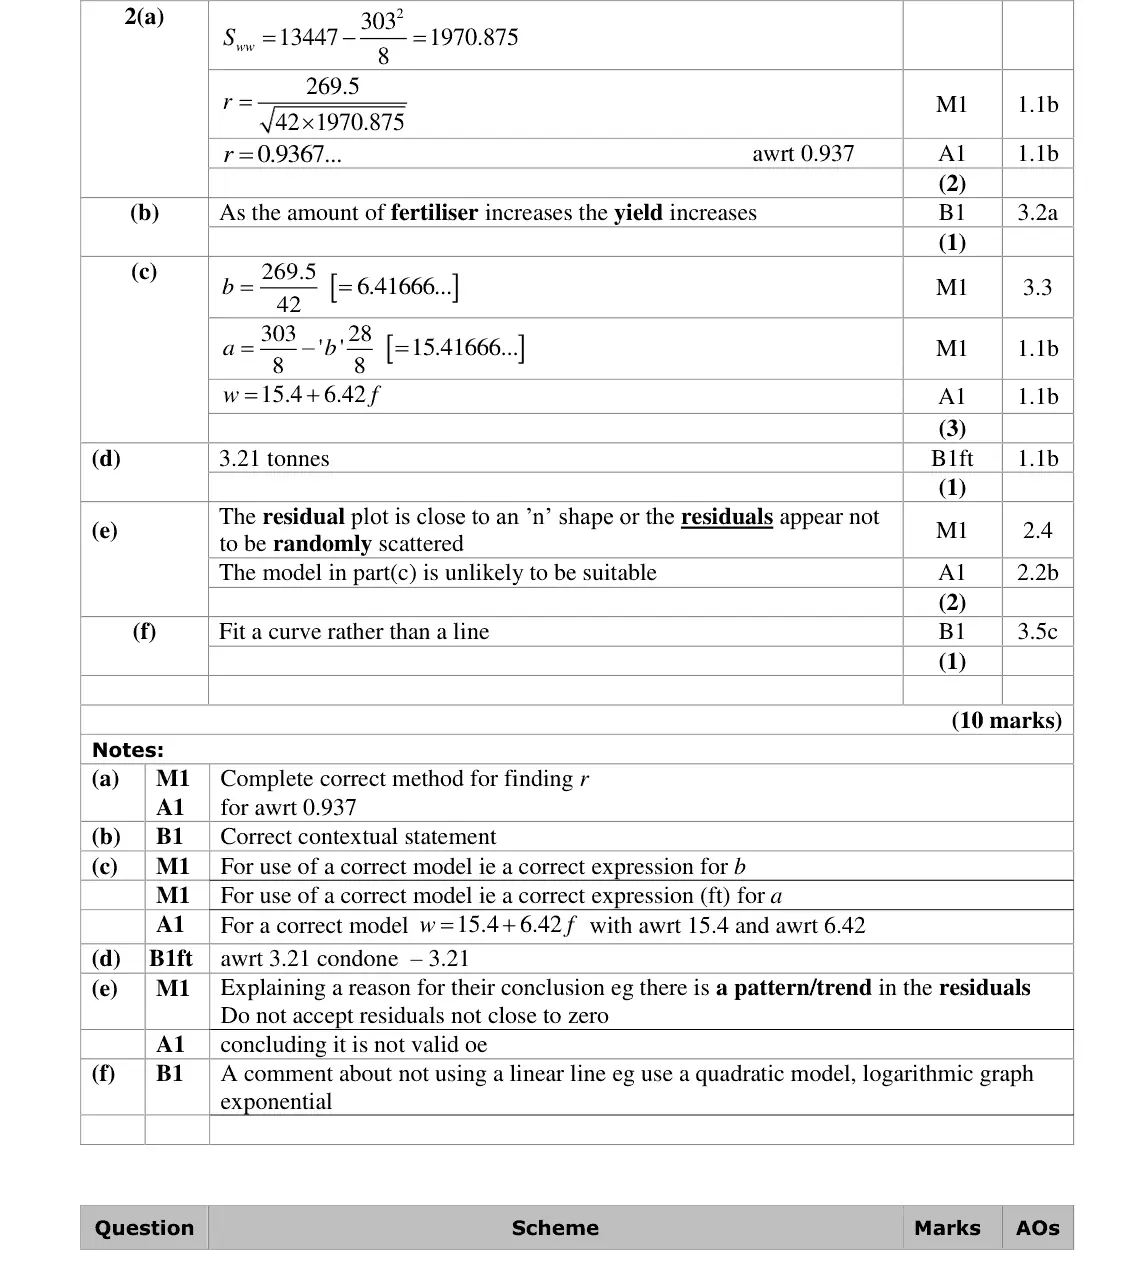 2(a)
S_ww = 13447 − 303²/8 = 1970.875
r = 269.5/√(42×1970.875) M1 1.1b
r = 0.9367... awrt 0.937 A1 1.1b
(2)
(b) As the amount of fertiliser increases the yield increases B1 3.2a
(1)
(c) b = 269.5/42 [= 6.41666...] M1 3.3
a = 303/8 − 'b' 28/8 [=15.41666...] M1 1.1b
w = 15.4 + 6.42f A1 1.1b
(3)
(d) 3.21 tonnes B1ft 1.1b
(1)
(e) The residual plot is close to an ’n’ shape or the residuals appear not
to be randomly scattered M1 2.4
The model in part(c) is unlikely to be suitable A1 2.2b
(2)
(f) Fit a curve rather than a line B1 3.5c
(1)
(10 marks)
Notes:
(a) M1 Complete correct method for finding r
A1 for awrt 0.937
(b) B1 Correct contextual statement
(c) M1 For use of a correct model ie a correct expression for b
M1 For use of a correct model ie a correct expression (ft) for a
A1 For a correct model w = 15.4 + 6.42f with awrt 15.4 and awrt 6.42
(d) B1ft awrt 3.21 condone – 3.21
(e) M1 Explaining a reason for their conclusion eg there is a pattern/trend in the residuals
Do not accept residuals not close to zero
A1 concluding it is not valid oe
(f) B1 A comment about not using a linear line eg use a quadratic model, logarithmic graph
exponential
Question Scheme Marks AOs